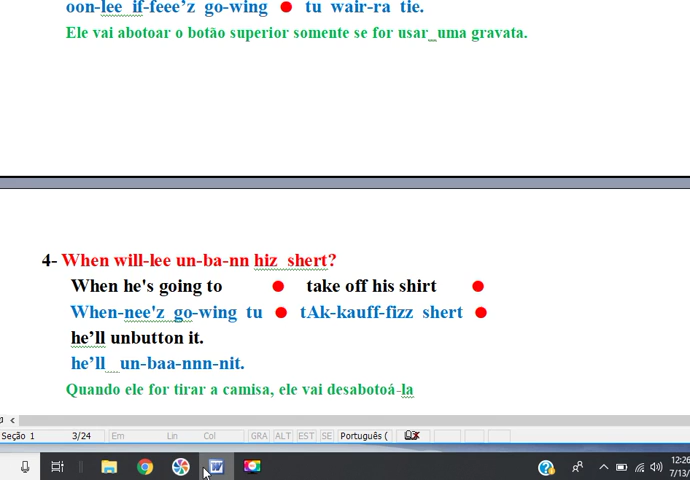 oon-lee if-feee’z go-wing ● tu wair-ra tie.
Ele vai abotoar o botão superior somente se for usar_uma gravata.
4- When will-lee un-ba-nn hiz shert?
When he's going to ● take off his shirt ●
When-nee'z go-wing tu ● tAk-kauff-fizz shert ●
he’ll unbutton it.
he’ll_un-baa-nnn-nit.
Quando ele for tirar a camisa, ele vai desabotoá-la
Seção 1 3/24 Em Lin Col GRA ALT EST SE Português (
12:26
7/13/